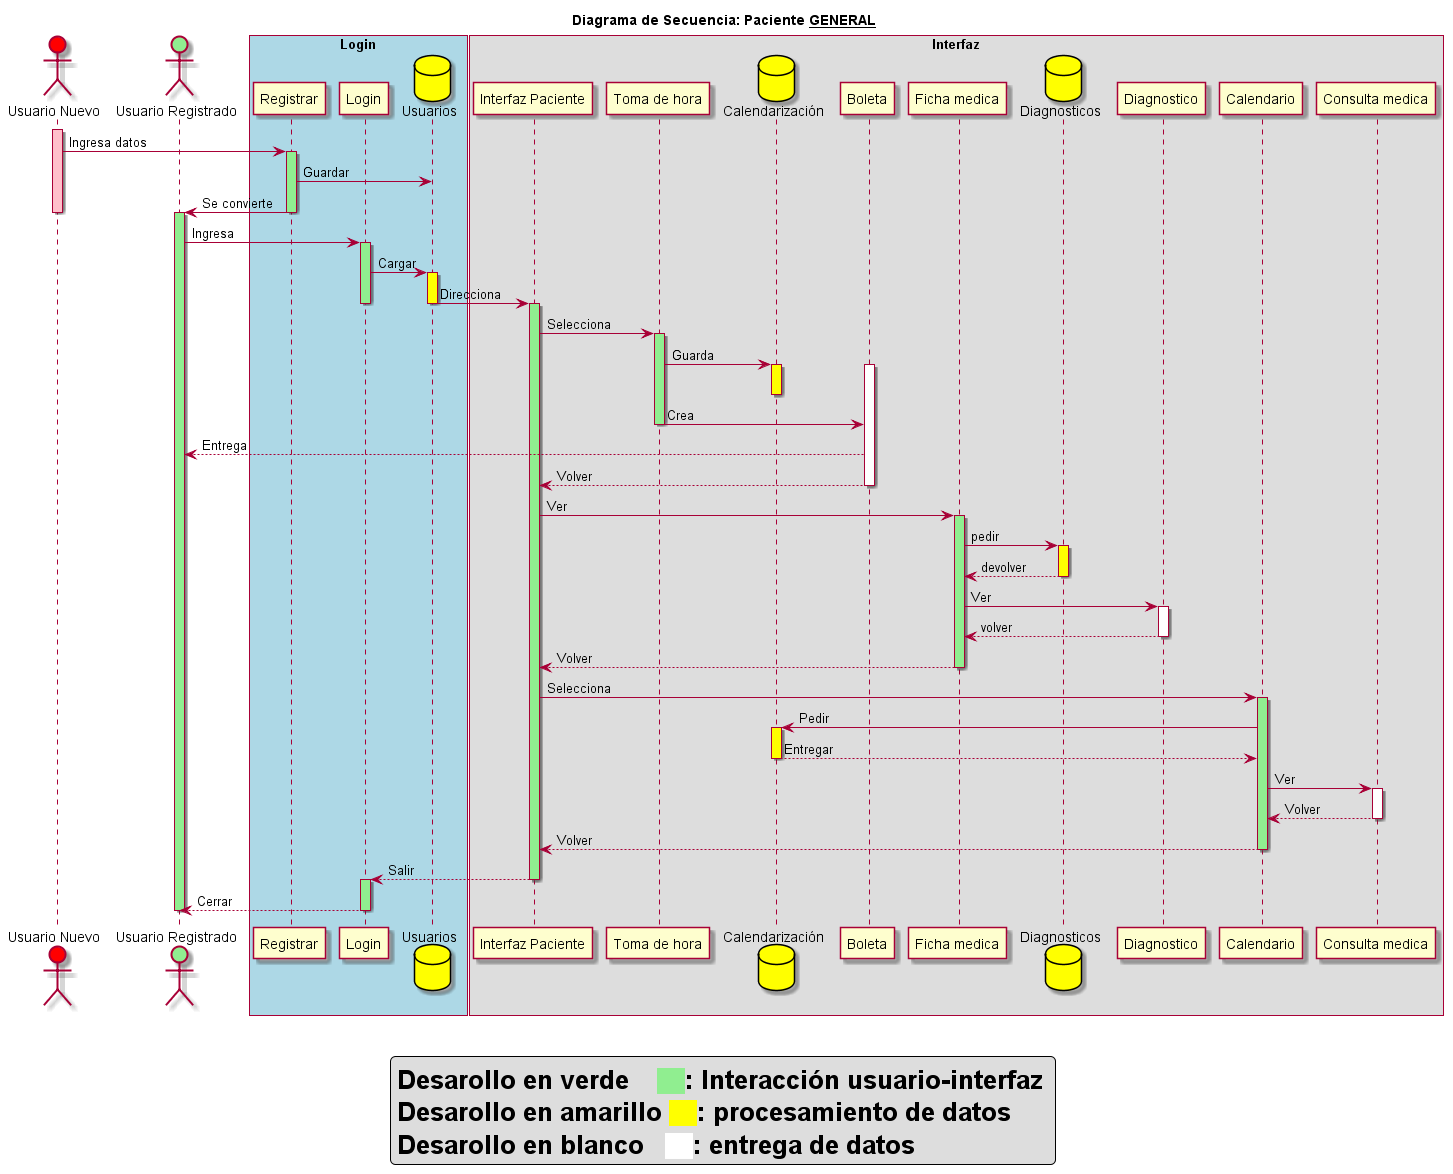 Diagrama de Secuencia: Paciente GENERAL
Login
Interfaz
Usuario Nuevo
Usuario Registrado
Registrar
Login
Usuarios
Interfaz Paciente
Toma de hora
Calendarización
Boleta
Ficha medica
Diagnosticos
Diagnostico
Calendario
Consulta medica
Ingresa datos
Guardar
Se convierte
Ingresa
Cargar
Direcciona
Selecciona
Guarda
Crea
Entrega
Volver
Ver
pedir
devolver
Ver
volver
Volver
Selecciona
Pedir
Entregar
Ver
Volver
Volver
Salir
Cerrar
Usuario Nuevo
Usuario Registrado
Registrar
Login
Usuarios
Interfaz Paciente
Toma de hora
Calendarización
Boleta
Ficha medica
Diagnosticos
Diagnostico
Calendario
Consulta medica
Desarollo en verde : Interacción usuario-interfaz
Desarollo en amarillo : procesamiento de datos
Desarollo en blanco : entrega de datos